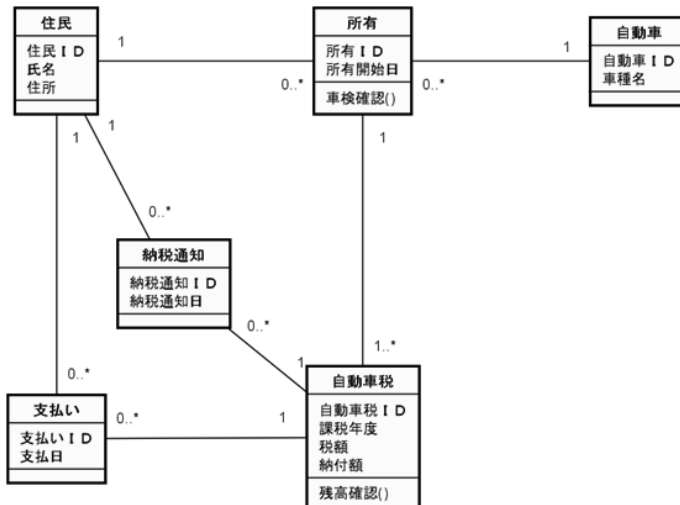 住民
住民ＩＤ
氏名
住所
1
1
1
0..*
所有
所有ＩＤ
所有開始日
車検確認()
0..*
1
1
自動車
自動車ＩＤ
車種名
0..*
納税通知
納税通知ＩＤ
納税通知日
0..*
1
1..*
0..*
支払い
支払いＩＤ
支払日
0..*
1
自動車税
自動車税ＩＤ
課税年度
税額
納付額
残高確認()